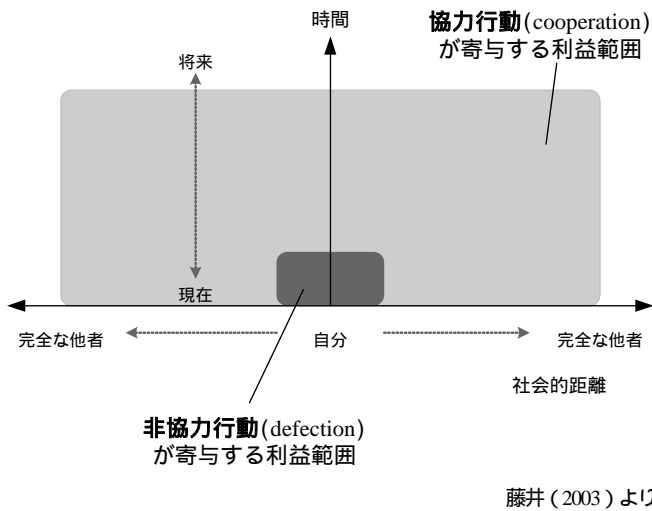 時間
協力行動(cooperation)
が寄与する利益範囲
将来
現在
完全な他者
自分
完全な他者
社会的距離
非協力行動(defection)
が寄与する利益範囲
藤井(2003)より